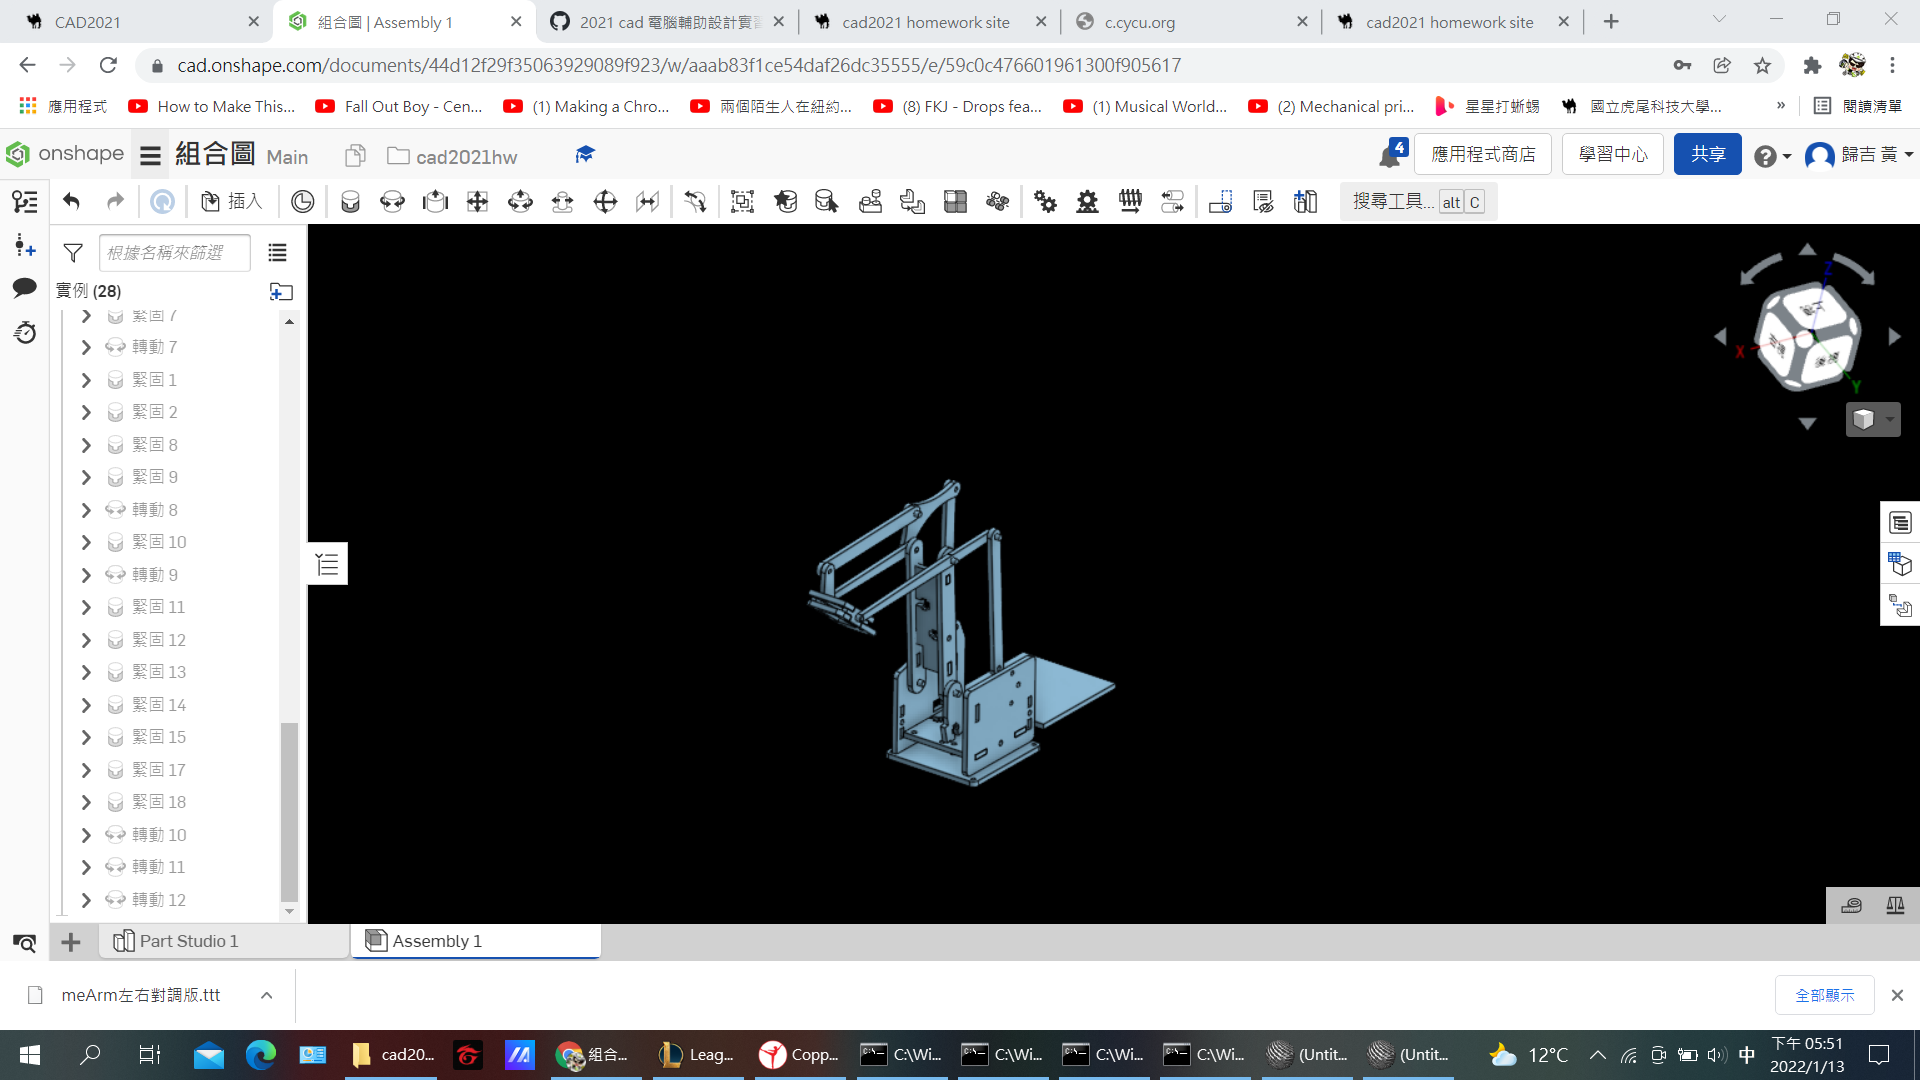 CAD2021
組合圖 | Assembly 1
2021 cad 電腦輔助設計實習
cad2021 homework site
c.cycu.org
cad2021 homework site
cad.onshape.com/documents/44d12f29f35063929089f923/w/aaab83f1ce54daf26dc35555/e/59c0c476601961300f905617
應用程式
How to Make This...
Fall Out Boy - Cen...
(1) Making a Chro...
兩個陌生人在紐約...
(8) FKJ - Drops fea...
(1) Musical World...
(2) Mechanical pri...
星星打蜥蜴
國立虎尾科技大學...
»
閱讀清單
onshape
組合圖 Main
cad2021hw
4
應用程式商店
學習中心
共享
歸吉 黃
插入
搜尋工具... alt C
根據名稱來篩選
實例 (28)
緊固 7
轉動 7
緊固 1
緊固 2
緊固 8
緊固 9
轉動 8
緊固 10
轉動 9
緊固 11
緊固 12
緊固 13
緊固 14
緊固 15
緊固 17
緊固 18
轉動 10
轉動 11
轉動 12
Z
X
Y
Part Studio 1
Assembly 1
meArm左右對調版.ttt
全部顯示
cad20...
組合...
Leag...
Copp...
C:\Wi...
C:\Wi...
C:\Wi...
C:\Wi...
(Untit...
(Untit...
12°C
中
下午 05:51
2022/1/13